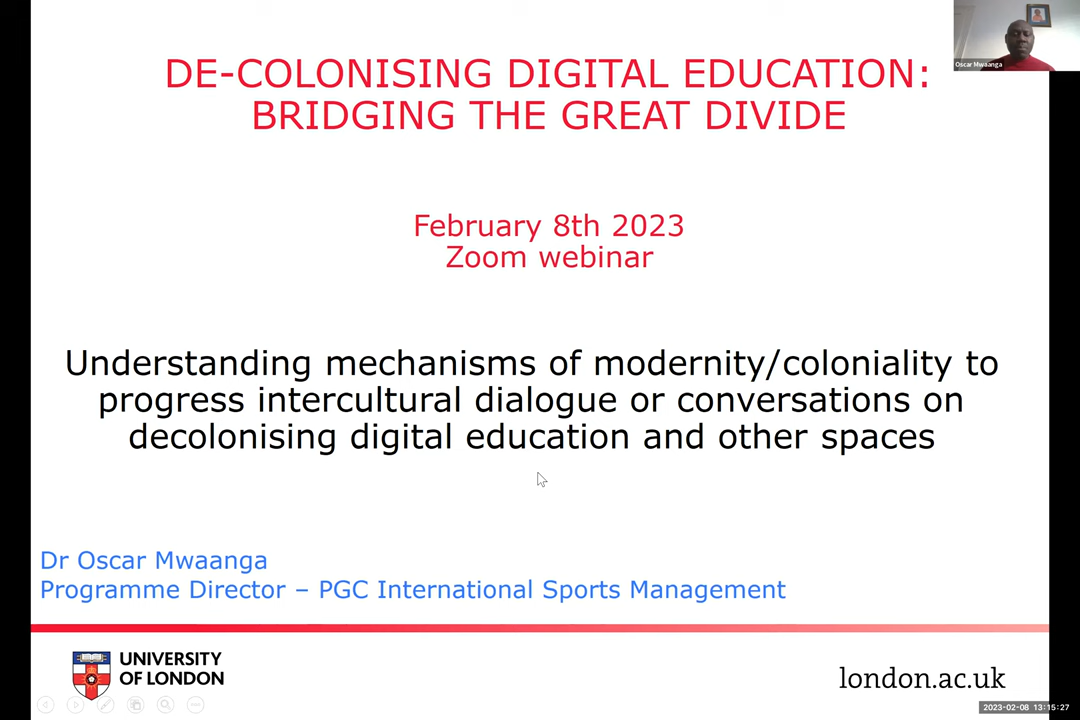 DE-COLONISING DIGITAL EDUCATION:
BRIDGING THE GREAT DIVIDE
Oscar Mwaanga
February 8th 2023
Zoom webinar
Understanding mechanisms of modernity/coloniality to
progress intercultural dialogue or conversations on
decolonising digital education and other spaces
Dr Oscar Mwaanga
Programme Director – PGC International Sports Management
UNIVERSITY
OF LONDON
london.ac.uk
2023-02-08 13:15:27